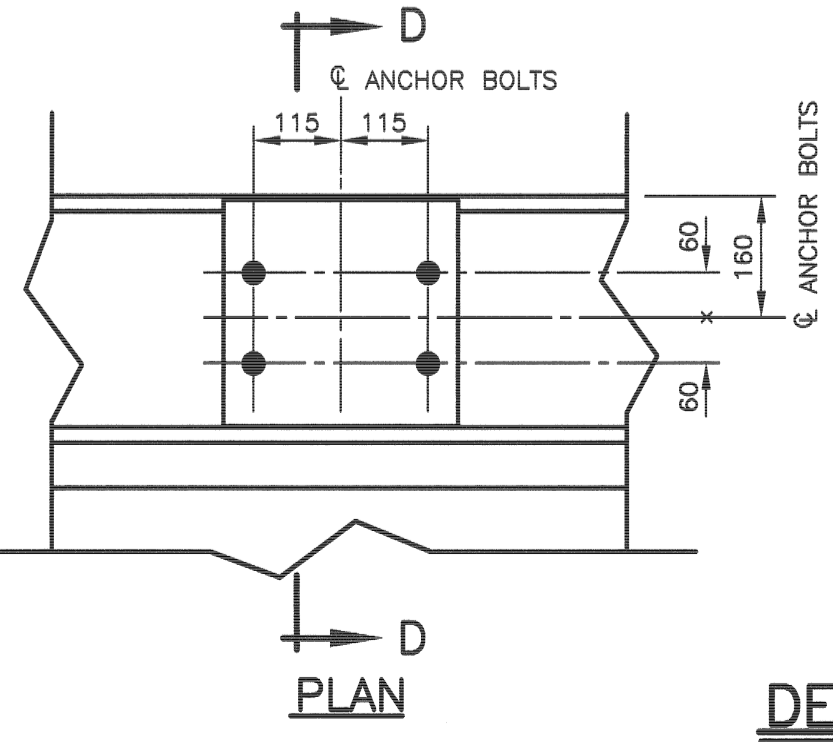 D
℄ ANCHOR BOLTS
115 115
60
160
℄ ANCHOR BOLTS
60
D
PLAN
DE